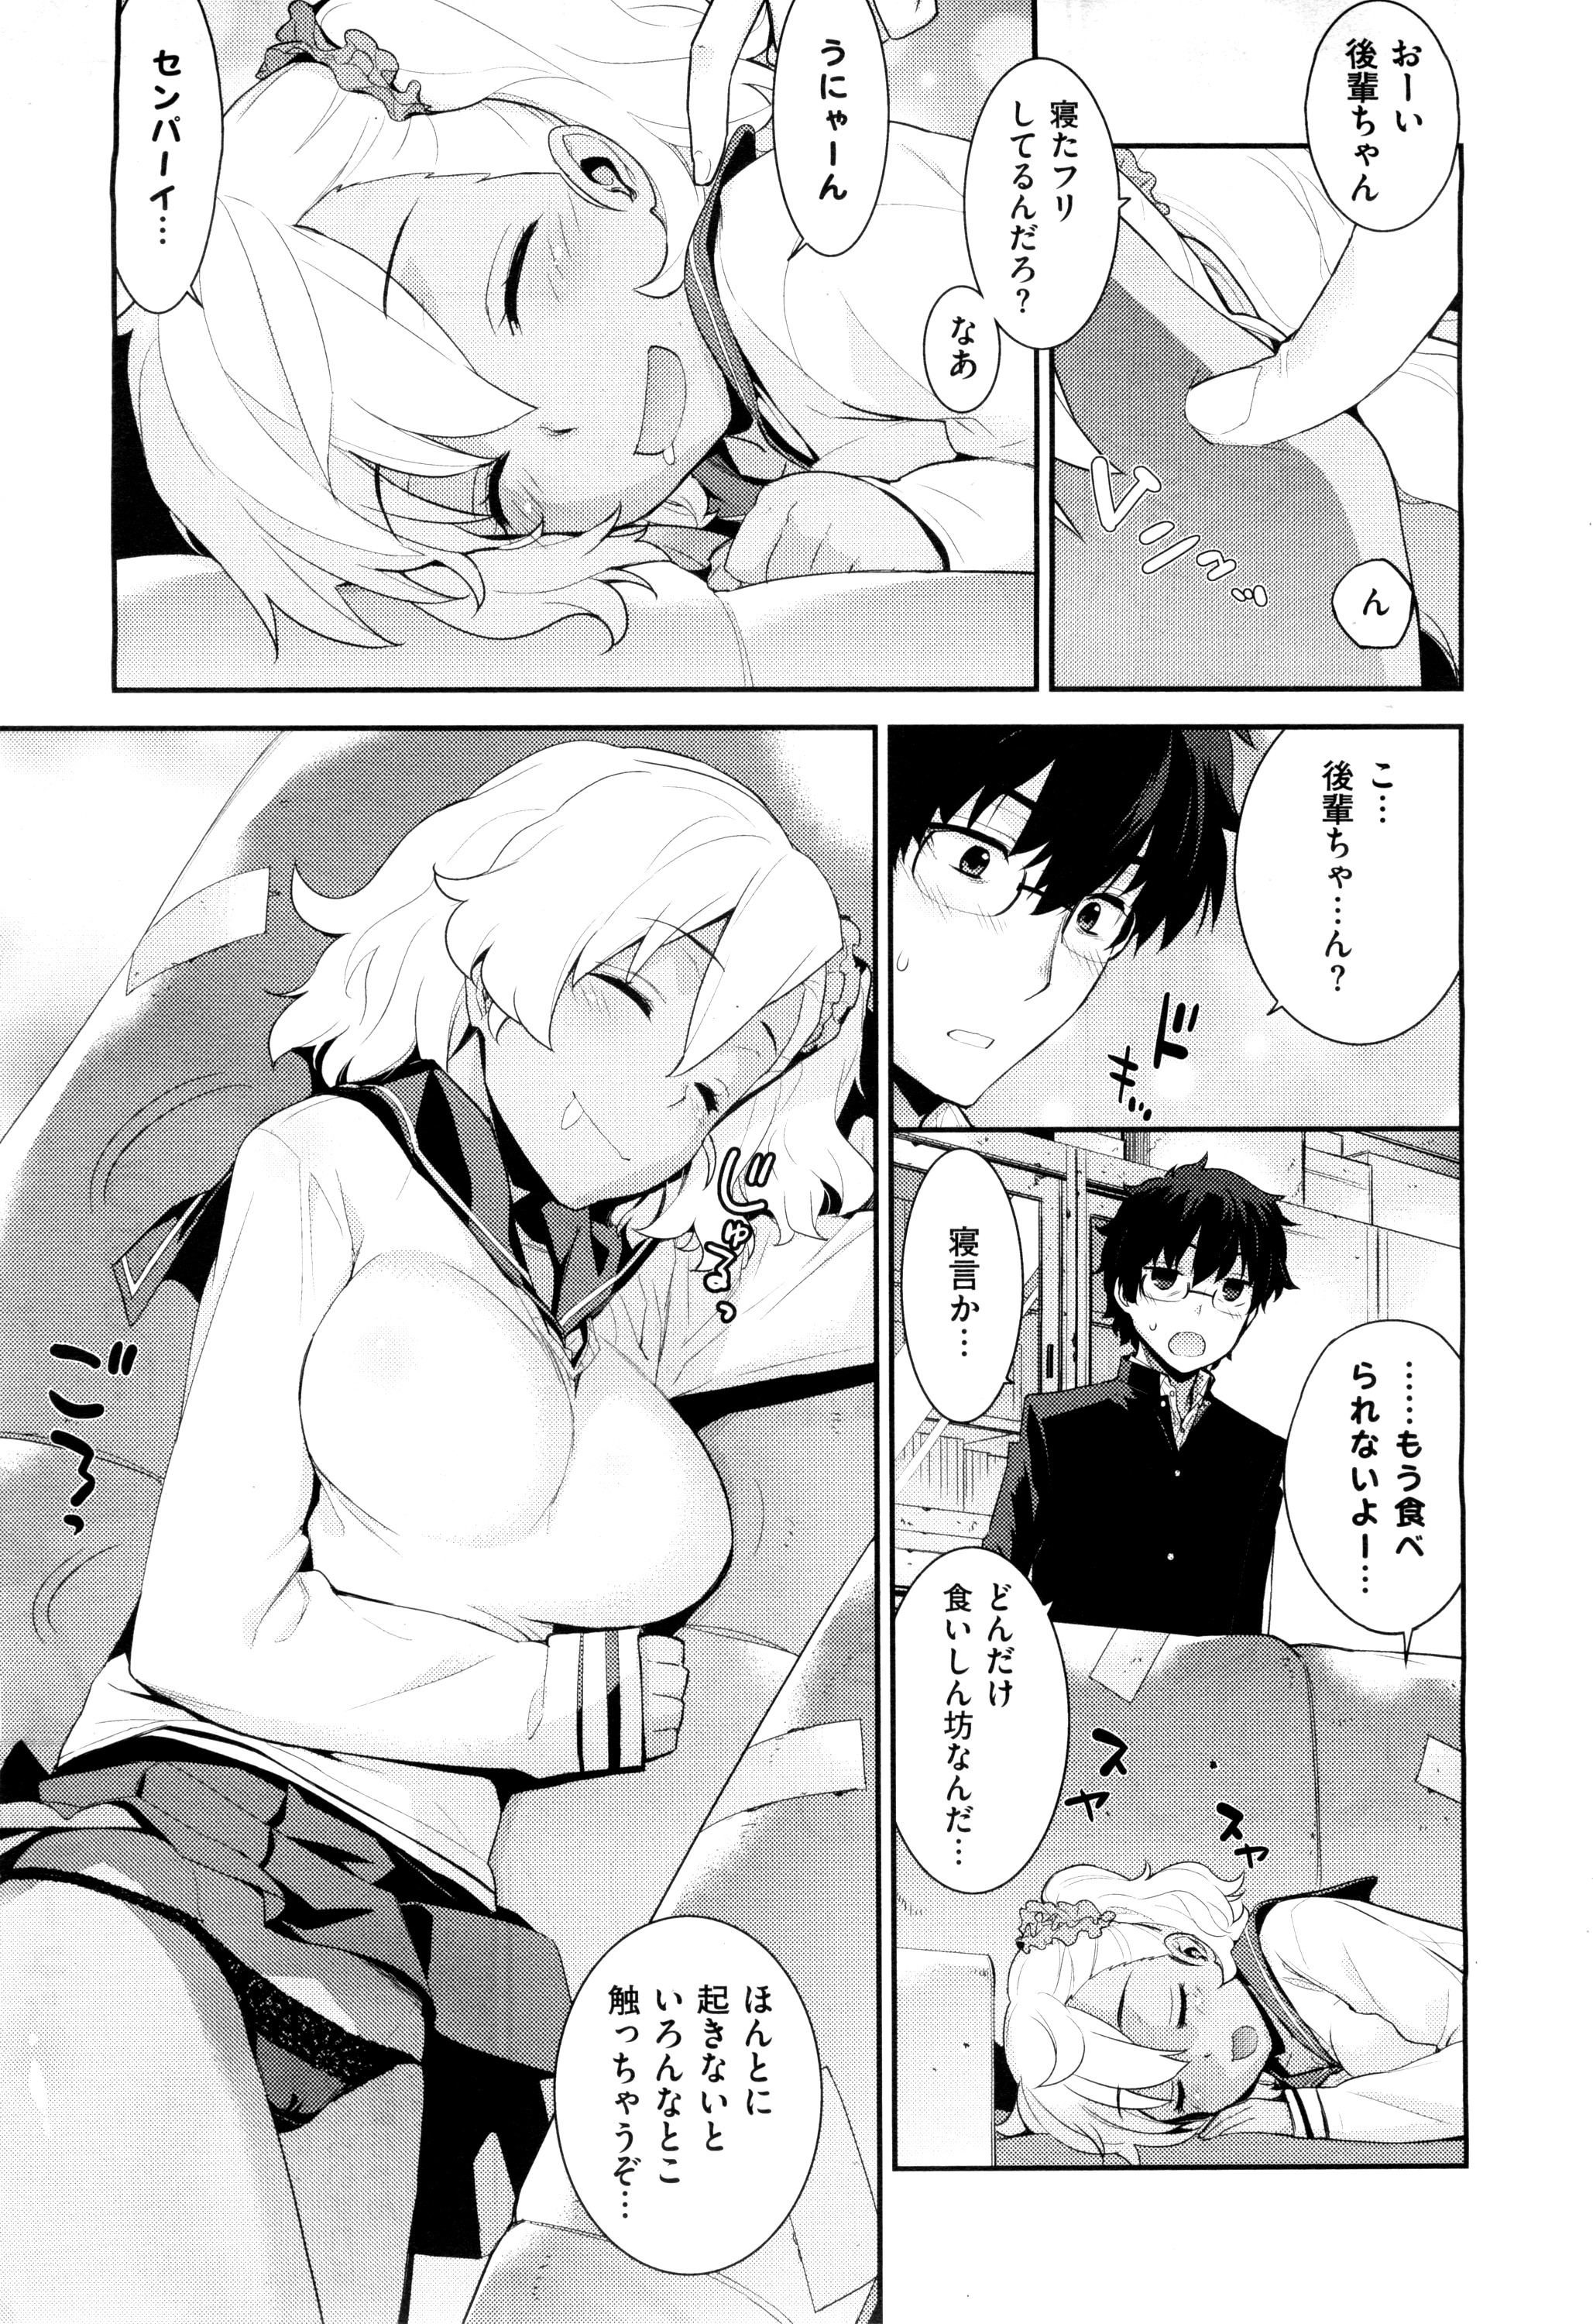 おーい
後輩ちゃん
ムニュッ
ん
寝たフリ
してるんだろ？
なあ
うにゃーん
センパーイ…
こ…
後輩ちゃ…ん？
ドキ…
……もう食べ
られないよー…
寝言か…
どんだけ
食いしん坊なんだ…
スヤ
スヤ
じゅるっ
ごろっ
ほんとに
起きないと
いろんなとこ
触っちゃうぞ…